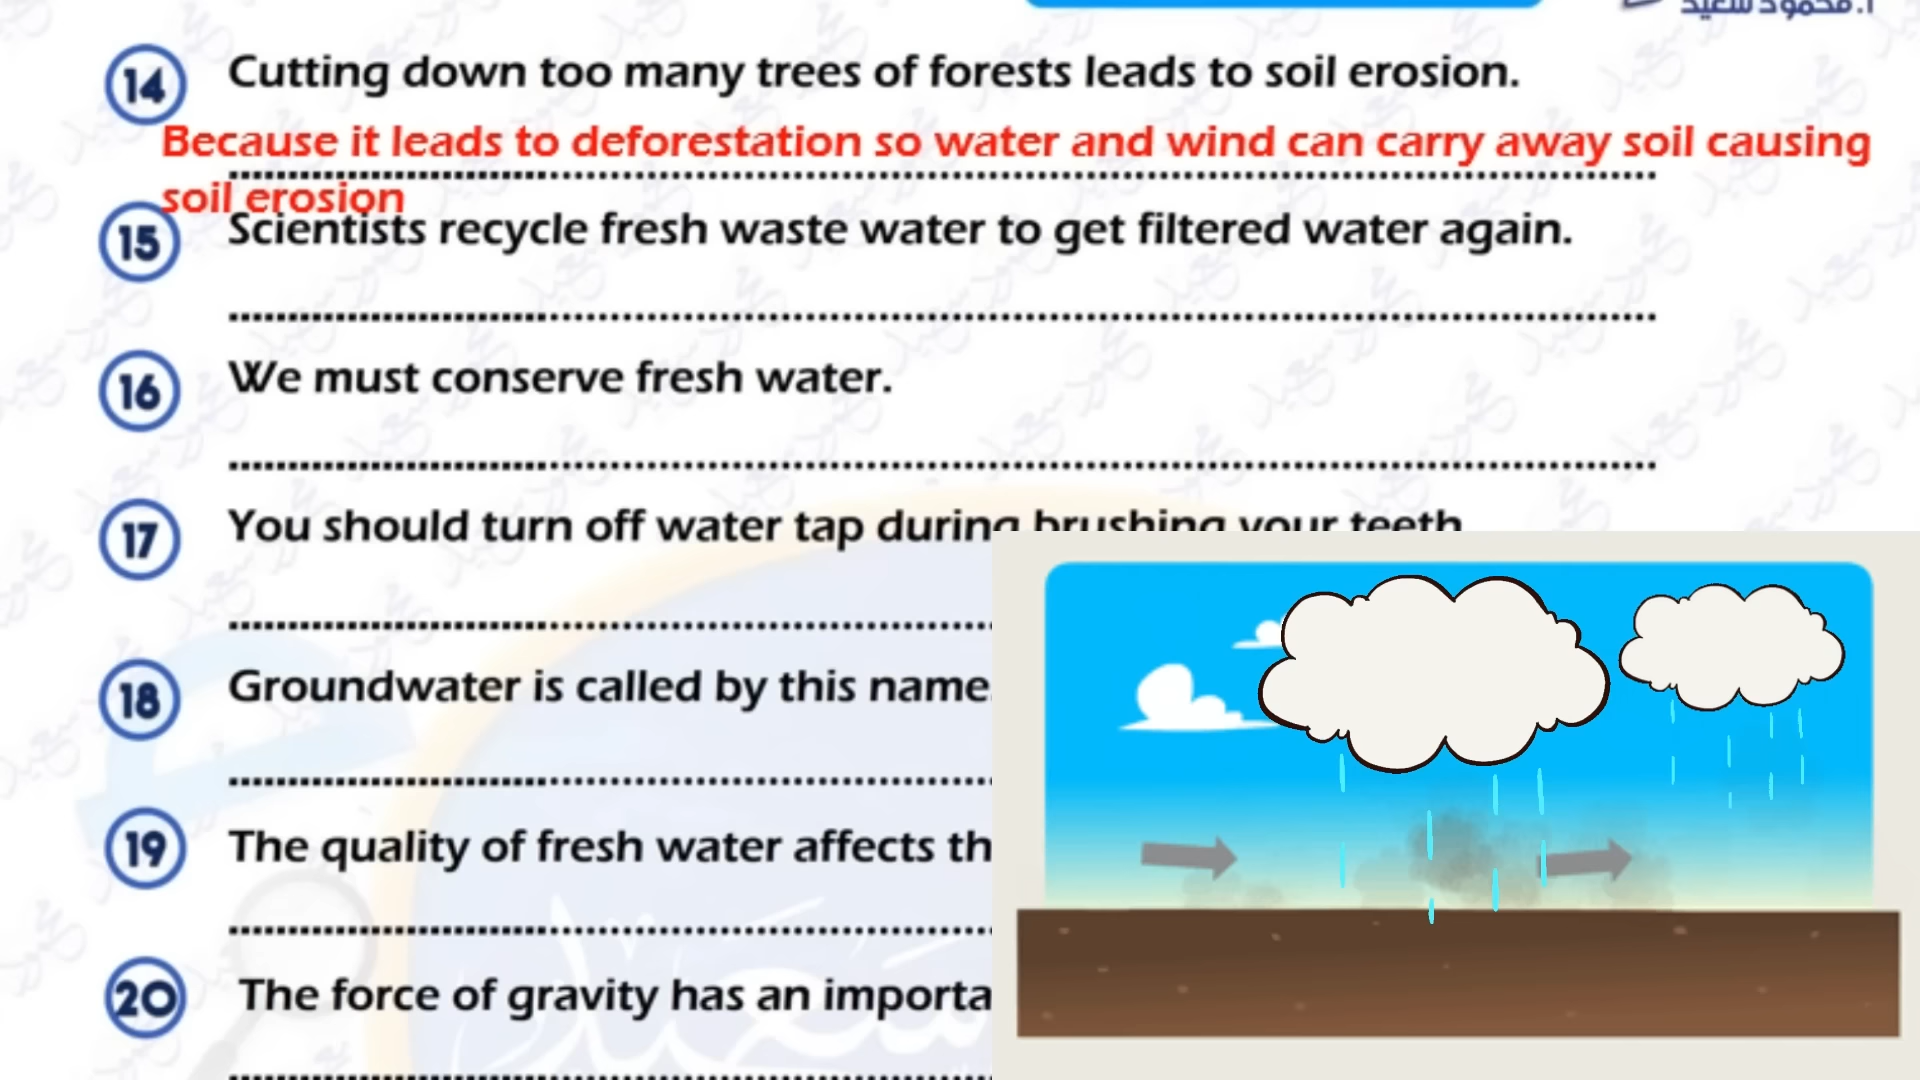 أ. محمود سعيد
14 Cutting down too many trees of forests leads to soil erosion.
Because it leads to deforestation so water and wind can carry away soil causing
soil erosion
15 Scientists recycle fresh waste water to get filtered water again.
16 We must conserve fresh water.
17 You should turn off water tap during brushing your teeth
18 Groundwater is called by this name
19 The quality of fresh water affects th
20 The force of gravity has an importa